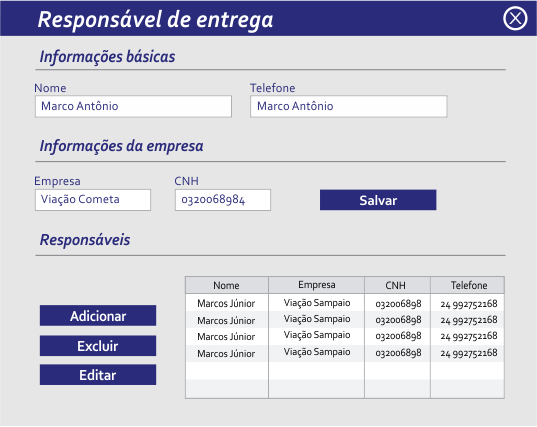 Responsável de entrega
Informações básicas
Nome Telefone
Marco Antônio Marco Antônio
Informações da empresa
Empresa CNH
Viação Cometa 0320068984 Salvar
Responsáveis
Nome Empresa CNH Telefone
Marcos Júnior Viação Sampaio 032006898 24 992752168
Marcos Júnior Viação Sampaio 032006898 24 992752168
Marcos Júnior Viação Sampaio 032006898 24 992752168
Marcos Júnior Viação Sampaio 032006898 24 992752168
Adicionar
Excluir
Editar